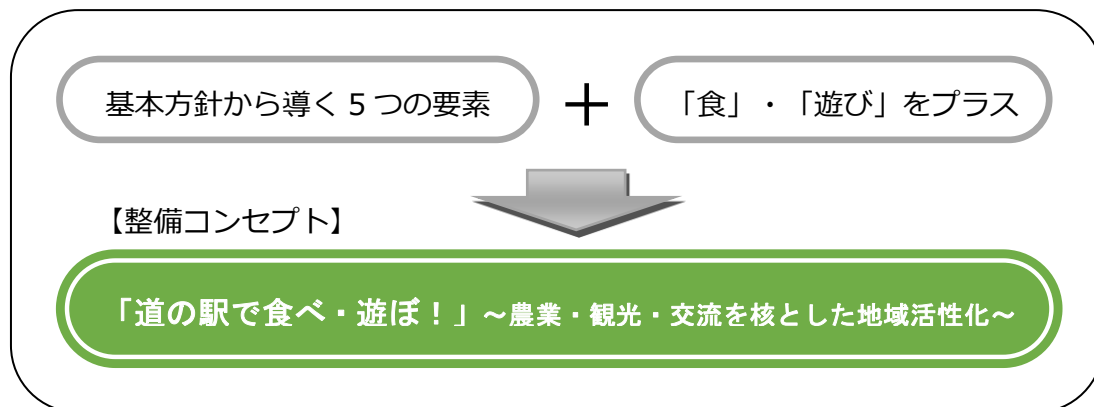 基本方針から導く5つの要素
＋
「食」・「遊び」をプラス
【整備コンセプト】
「道の駅で食べ・遊ぼ！」～農業・観光・交流を核とした地域活性化～